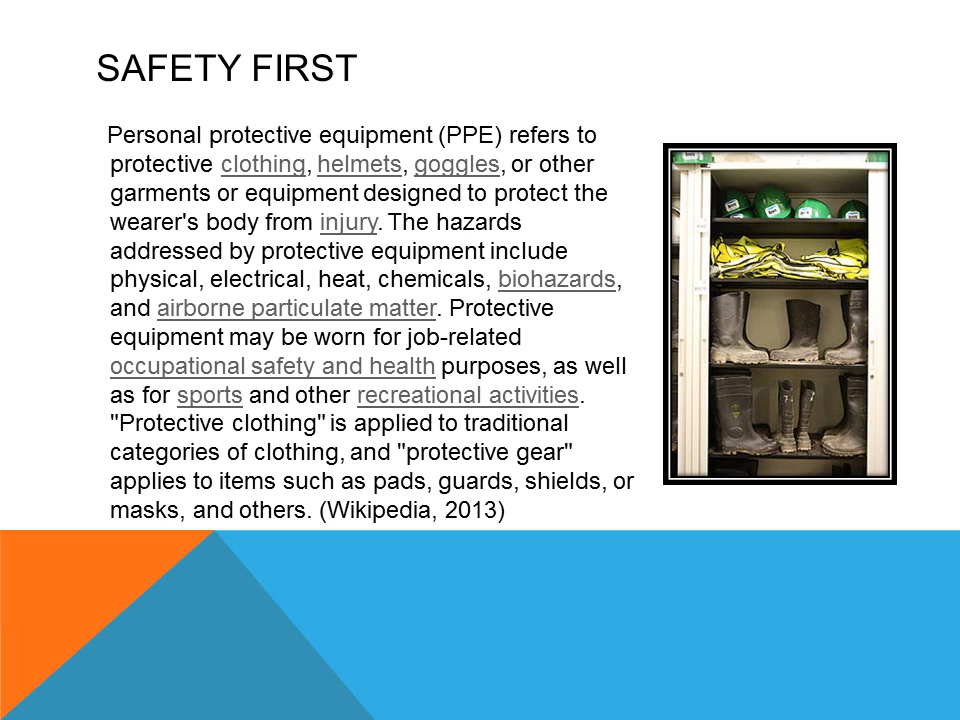 SAFETY FIRST
Personal protective equipment (PPE) refers to
protective clothing, helmets, goggles, or other
garments or equipment designed to protect the
wearer's body from injury. The hazards
addressed by protective equipment include
physical, electrical, heat, chemicals, biohazards,
and airborne particulate matter. Protective
equipment may be worn for job-related
occupational safety and health purposes, as well
as for sports and other recreational activities.
"Protective clothing" is applied to traditional
categories of clothing, and "protective gear"
applies to items such as pads, guards, shields, or
masks, and others. (Wikipedia, 2013)